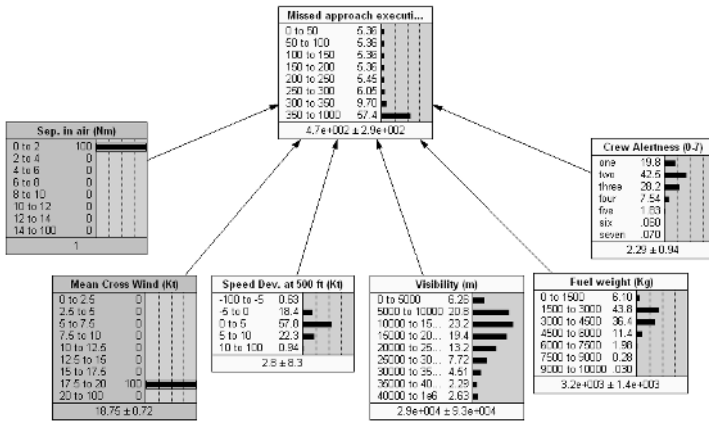 Missed approach executi...
0 to 50 5.36
50 to 100 5.36
100 to 150 5.36
150 to 200 5.36
200 to 250 5.45
250 to 300 6.05
300 to 350 9.70
350 to 1000 57.4
4.7e+002 ± 2.9e+002
Sep. in air (Nm)
0 to 2 100
2 to 4 0
4 to 6 0
6 to 8 0
8 to 10 0
10 to 12 0
12 to 14 0
14 to 100 0
1
Crew Alertness (0-7)
one 19.8
two 42.5
three 28.2
four 7.54
five 1.83
six .060
seven .070
2.29 ± 0.94
Mean Cross Wind (Kt)
0 to 2.5 0
2.5 to 5 0
5 to 7.5 0
7.5 to 10 0
10 to 12.5 0
12.5 to 15 0
15 to 17.5 0
17.5 to 20 100
20 to 100 0
18.75 ± 0.72
Speed Dev. at 500 ft (Kt)
-100 to -5 0.63
-5 to 0 18.4
0 to 5 57.8
5 to 10 22.3
10 to 100 0.94
2.8 ± 8.3
Visibility (m)
0 to 5000 6.26
5000 to 10000 20.8
10000 to 15... 23.2
15000 to 20... 19.4
20000 to 25... 13.2
25000 to 30... 7.72
30000 to 35... 4.51
35000 to 40... 2.29
40000 to 1e6 2.63
2.9e+004 ± 9.3e+004
Fuel weight (Kg)
0 to 1500 6.10
1500 to 3000 43.8
3000 to 4500 36.4
4500 to 6000 11.4
6000 to 7500 1.98
7500 to 9000 0.28
9000 to 10000 .030
3.2e+003 ± 1.4e+003